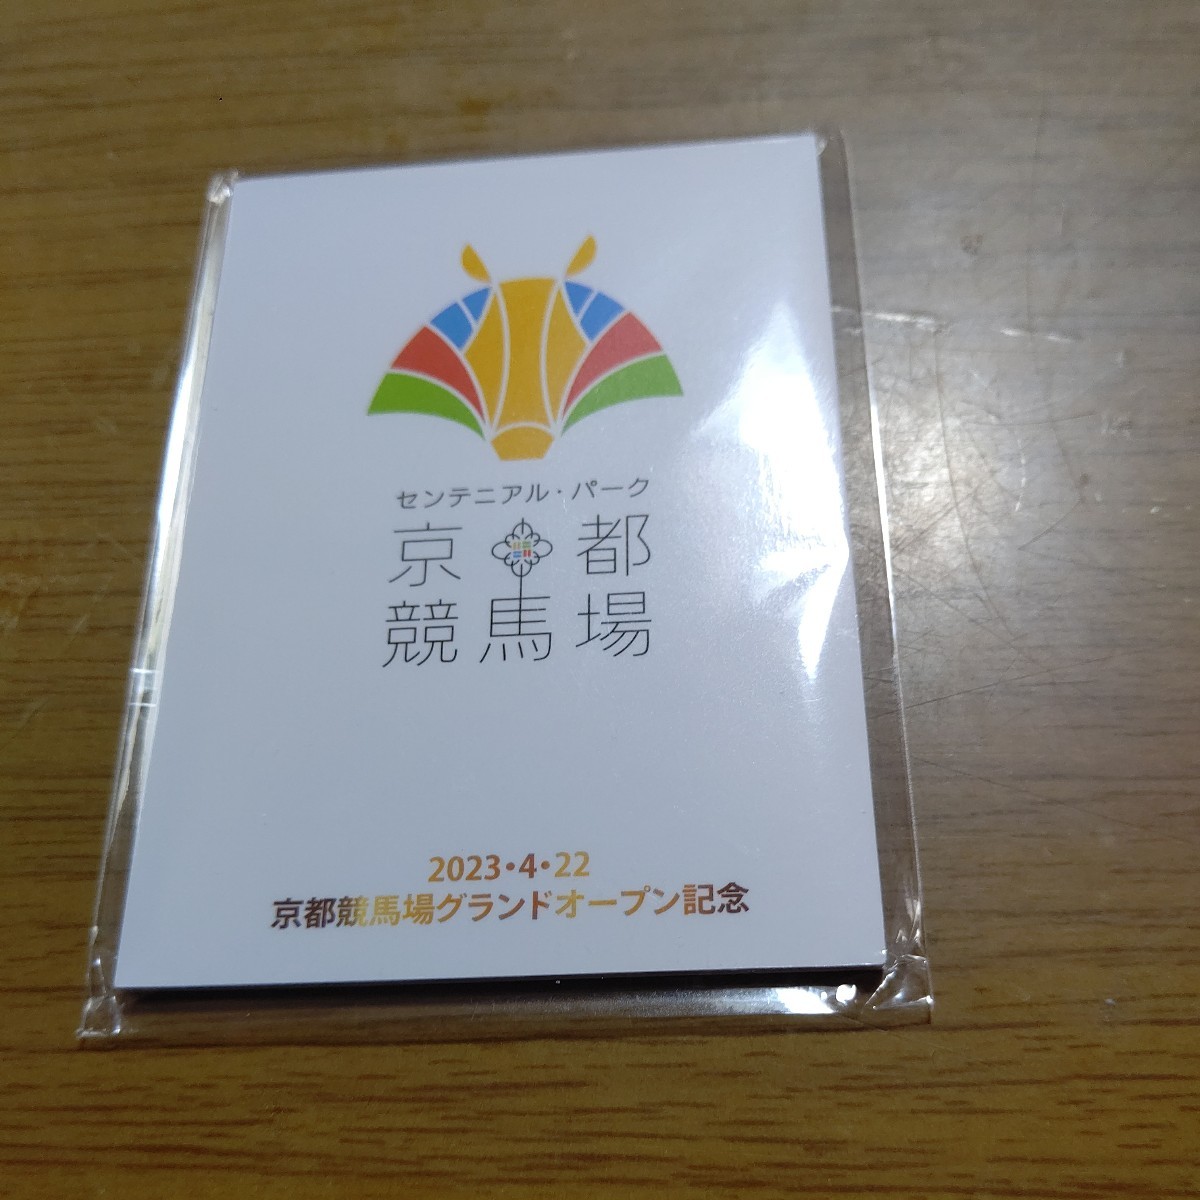 センテニアル・パーク
京都
競馬場
2023・4・22
京都競馬場グランドオープン記念